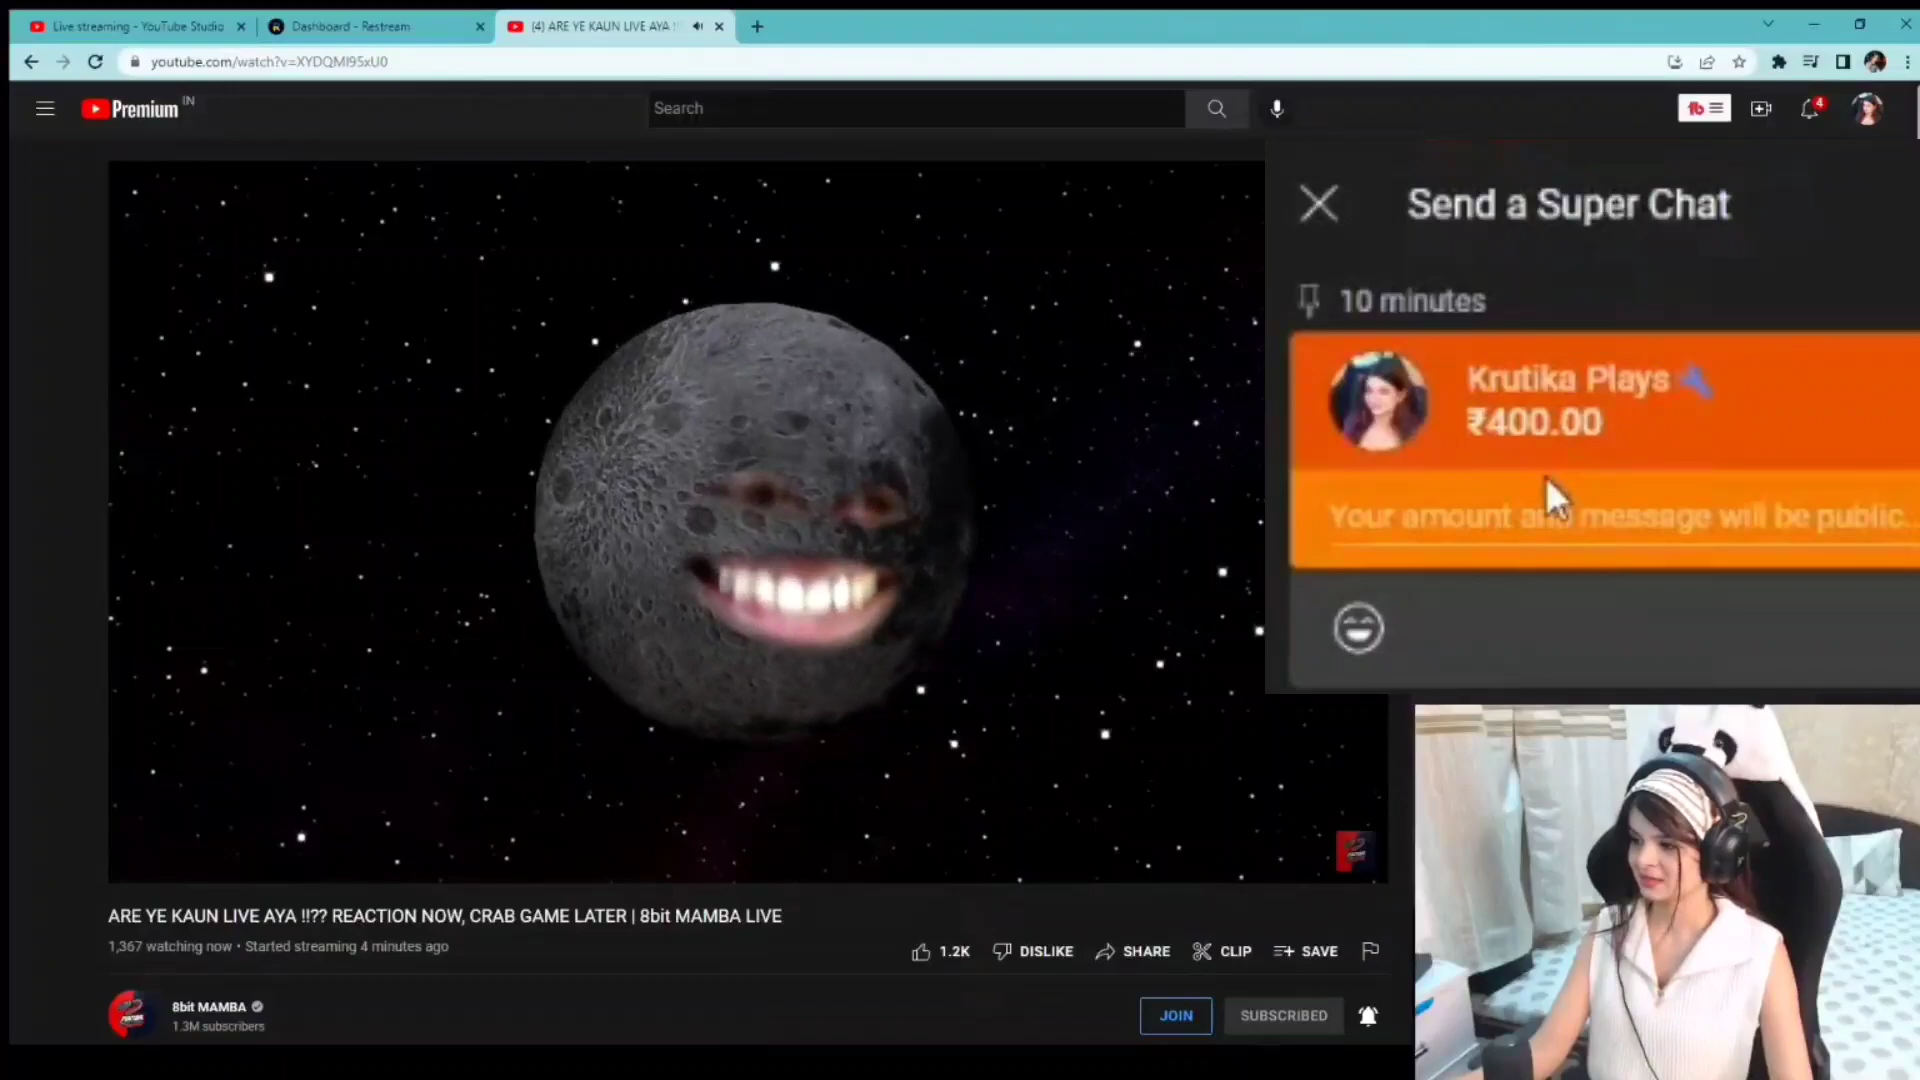 Live streaming - YouTube Studio
Dashboard - Restream
(4) ARE YE KAUN LIVE AYA !!
youtube.com/watch?v=XYDQMI95xU0
Premium IN
Search
4
Send a Super Chat
10 minutes
Krutika Plays
₹400.00
Your amount and message will be public...
ARE YE KAUN LIVE AYA !!?? REACTION NOW, CRAB GAME LATER | 8bit MAMBA LIVE
1,367 watching now • Started streaming 4 minutes ago
1.2K DISLIKE SHARE CLIP SAVE
8bit MAMBA
1.3M subscribers
JOIN SUBSCRIBED